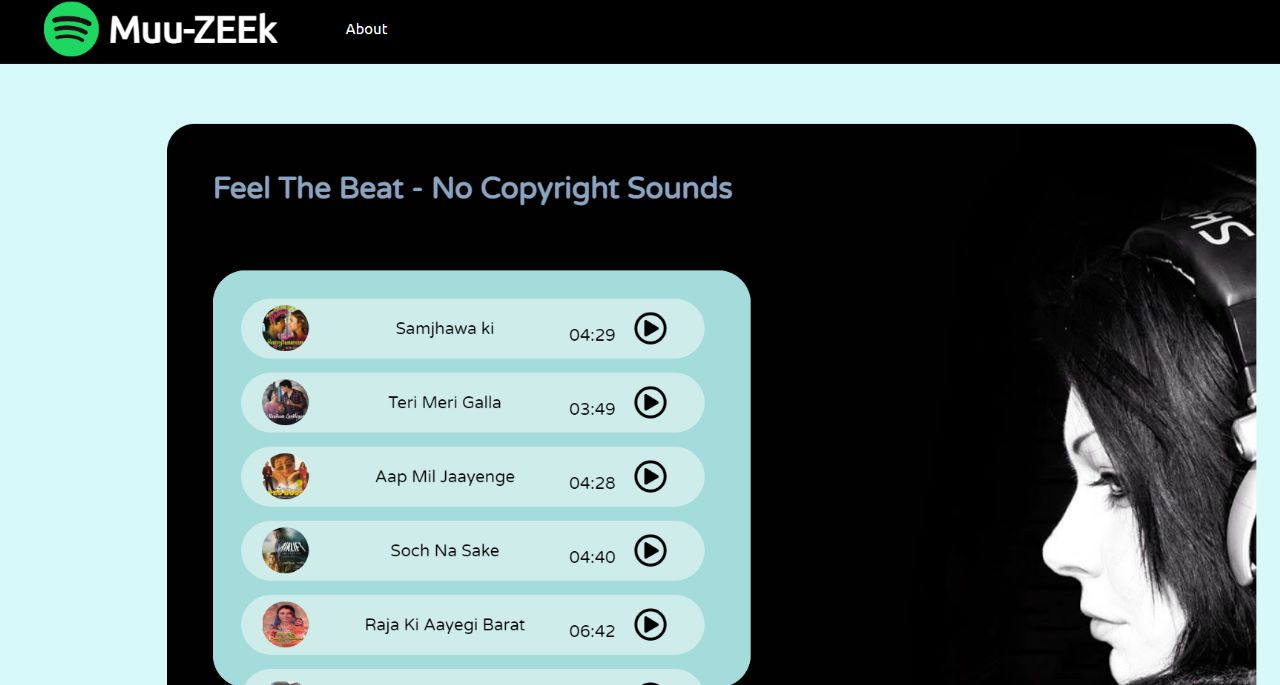 Muu-ZEEk
About
Feel The Beat - No Copyright Sounds
Samjhawa ki 04:29
Teri Meri Galla 03:49
Aap Mil Jaayenge 04:28
Soch Na Sake 04:40
Raja Ki Aayegi Barat 06:42
SH